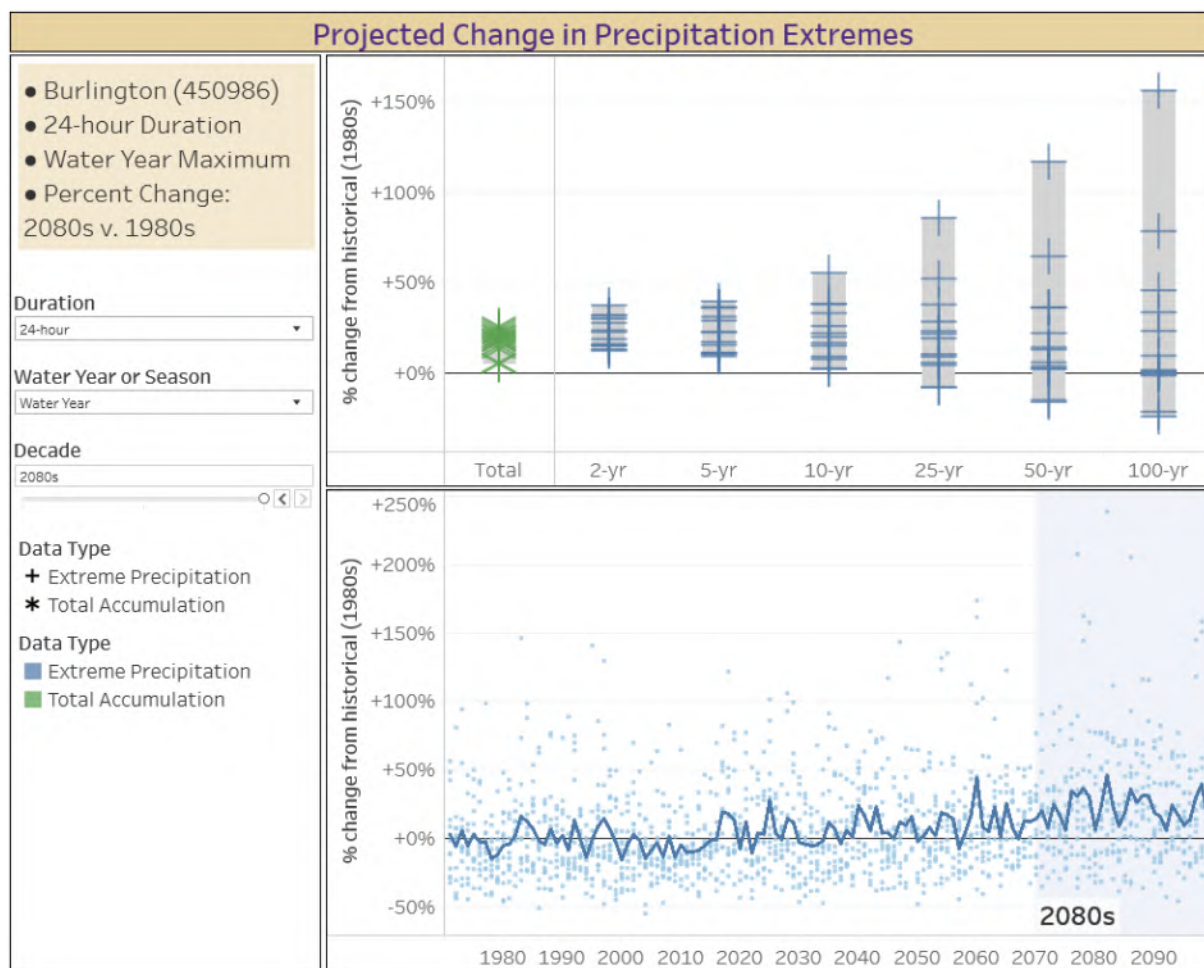 Projected Change in Precipitation Extremes
● Burlington (450986)
● 24-hour Duration
● Water Year Maximum
● Percent Change:
2080s v. 1980s
Duration
24-hour
Water Year or Season
Water Year
Decade
2080s
Data Type
Extreme Precipitation
Total Accumulation
Data Type
Extreme Precipitation
Total Accumulation
% change from historical (1980s)
+150%
+100%
+50%
+0%
Total 2-yr 5-yr 10-yr 25-yr 50-yr 100-yr
% change from historical (1980s)
+250%
+200%
+150%
+100%
+50%
+0%
-50%
2080s
1980 1990 2000 2010 2020 2030 2040 2050 2060 2070 2080 2090